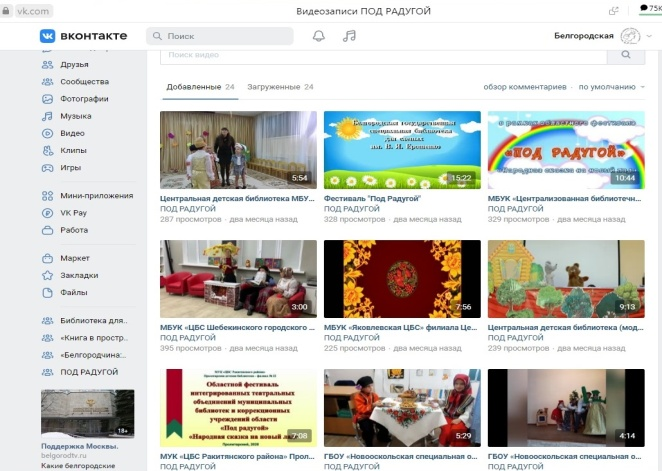 vk.com
Видеозаписи ПОД РАДУГОЙ
75K
ВКОНТАКТЕ
Поиск
Белгородская
Друзья
Сообщества
Фотографии
Музыка
Видео
Клипы
Игры
Мини-приложения
VK Pay
Работа
Маркет
Закладки
Файлы
Библиотека для..
«Книга в простр..
«Белгородчина:..
ПОД РАДУГОЙ
18+
Поддержка Москвы.
belgorodtv.ru
Какие белгородские
Поиск видео
Добавленные 24
Загруженные 24
обзор комментариев · по умолчанию
5:54
Центральная детская библиотека МБУ...
ПОД РАДУГОЙ
287 просмотров · два месяца назад
Белгородская государственная
специальная библиотека
для слепых
им. В. Я. Ерошенко
15:22
Фестиваль "Под Радугой"
ПОД РАДУГОЙ
328 просмотров · два месяца назад
в рамках областного фестиваля
«ПОД РАДУГОЙ»
«Народная сказка на новый лад»
10:44
МБУК «Централизованная библиотечн...
ПОД РАДУГОЙ
329 просмотров · два месяца назад
3:00
МБУК «ЦБС Шебекинского городского ...
ПОД РАДУГОЙ
395 просмотров · два месяца назад
7:56
МБУК «Яковлевская ЦБС» филиала Це...
ПОД РАДУГОЙ
225 просмотров · два месяца назад
9:13
Центральная детская библиотека (мод...
ПОД РАДУГОЙ
239 просмотров · два месяца назад
Областной фестиваль
интегрированных театральных
объединений муниципальных
библиотек и коррекционных
учреждений области
«Под радугой»
«Народная сказка на новый лад»
7:08
МУК «ЦБС» Ракитянского района» Прол...
ПОД РАДУГОЙ
5:29
ГБОУ «Новооскольская специальная о...
ПОД РАДУГОЙ
4:14
ГБОУ «Новооскольская специальная о...
ПОД РАДУГОЙ